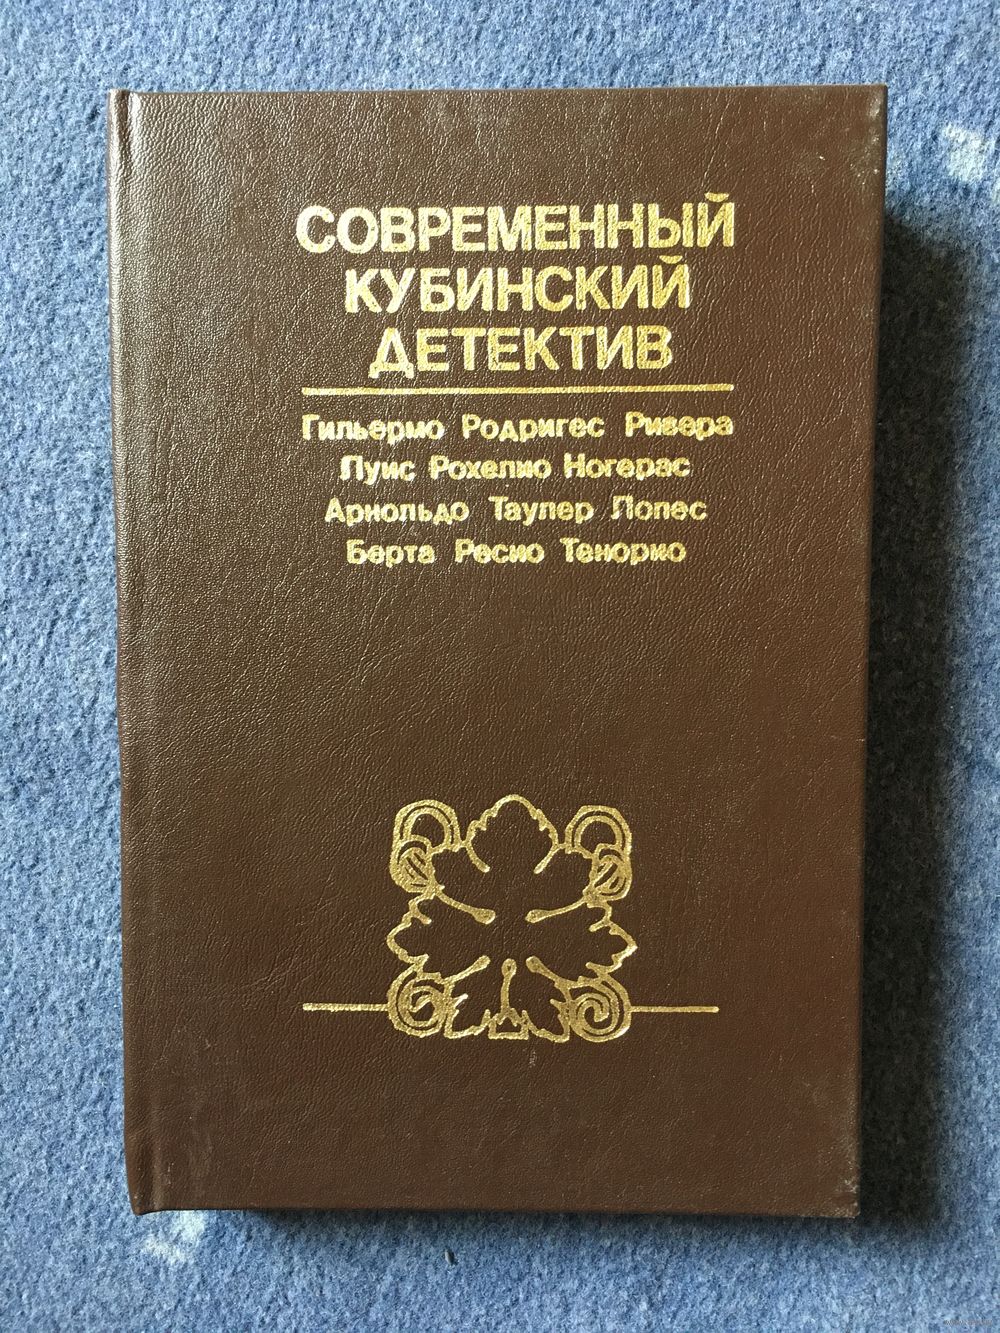 СОВРЕМЕННЫЙ
КУБИНСКИЙ
ДЕТЕКТИВ
Гильермо Родригес Ривера
Луис Рохелио Ногерас
Арнольдо Таулер Лопес
Берта Ресио Тенорио